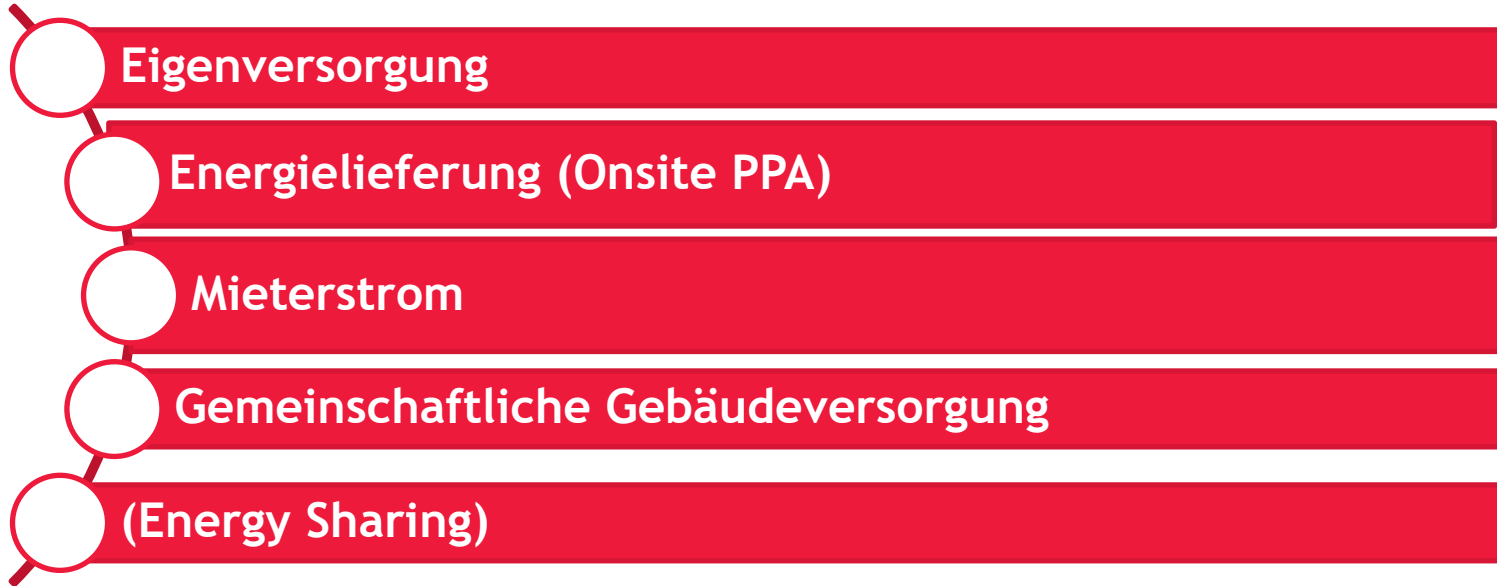 Eigenversorgung
Energielieferung (Onsite PPA)
Mieterstrom
Gemeinschaftliche Gebäudeversorgung
(Energy Sharing)